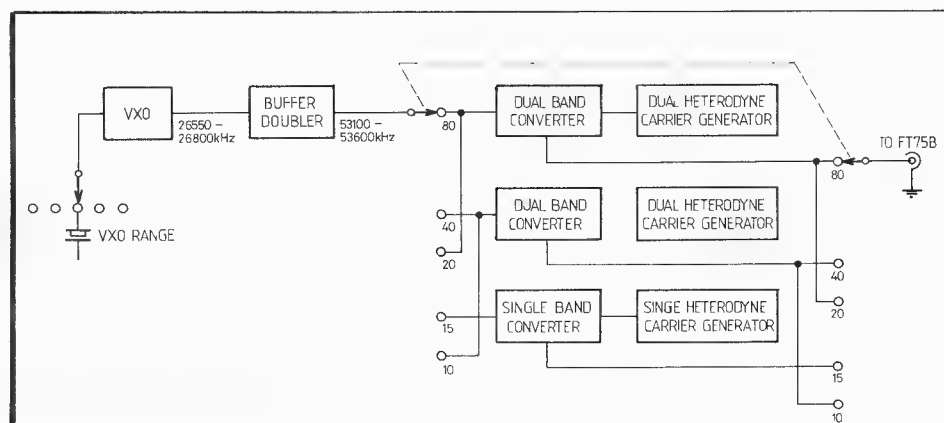 VXO
26550 –
26800kHz
BUFFER
DOUBLER
53100 –
53600kHz
80
DUAL BAND
CONVERTER
DUAL HETERODYNE
CARRIER GENERATOR
TO FT75B
80
VXO RANGE
40
20
DUAL BAND
CONVERTER
DUAL HETERODYNE
CARRIER GENERATOR
40
20
15
10
SINGLE BAND
CONVERTER
SINGE HETERODYNE
CARRIER GENERATOR
15
10